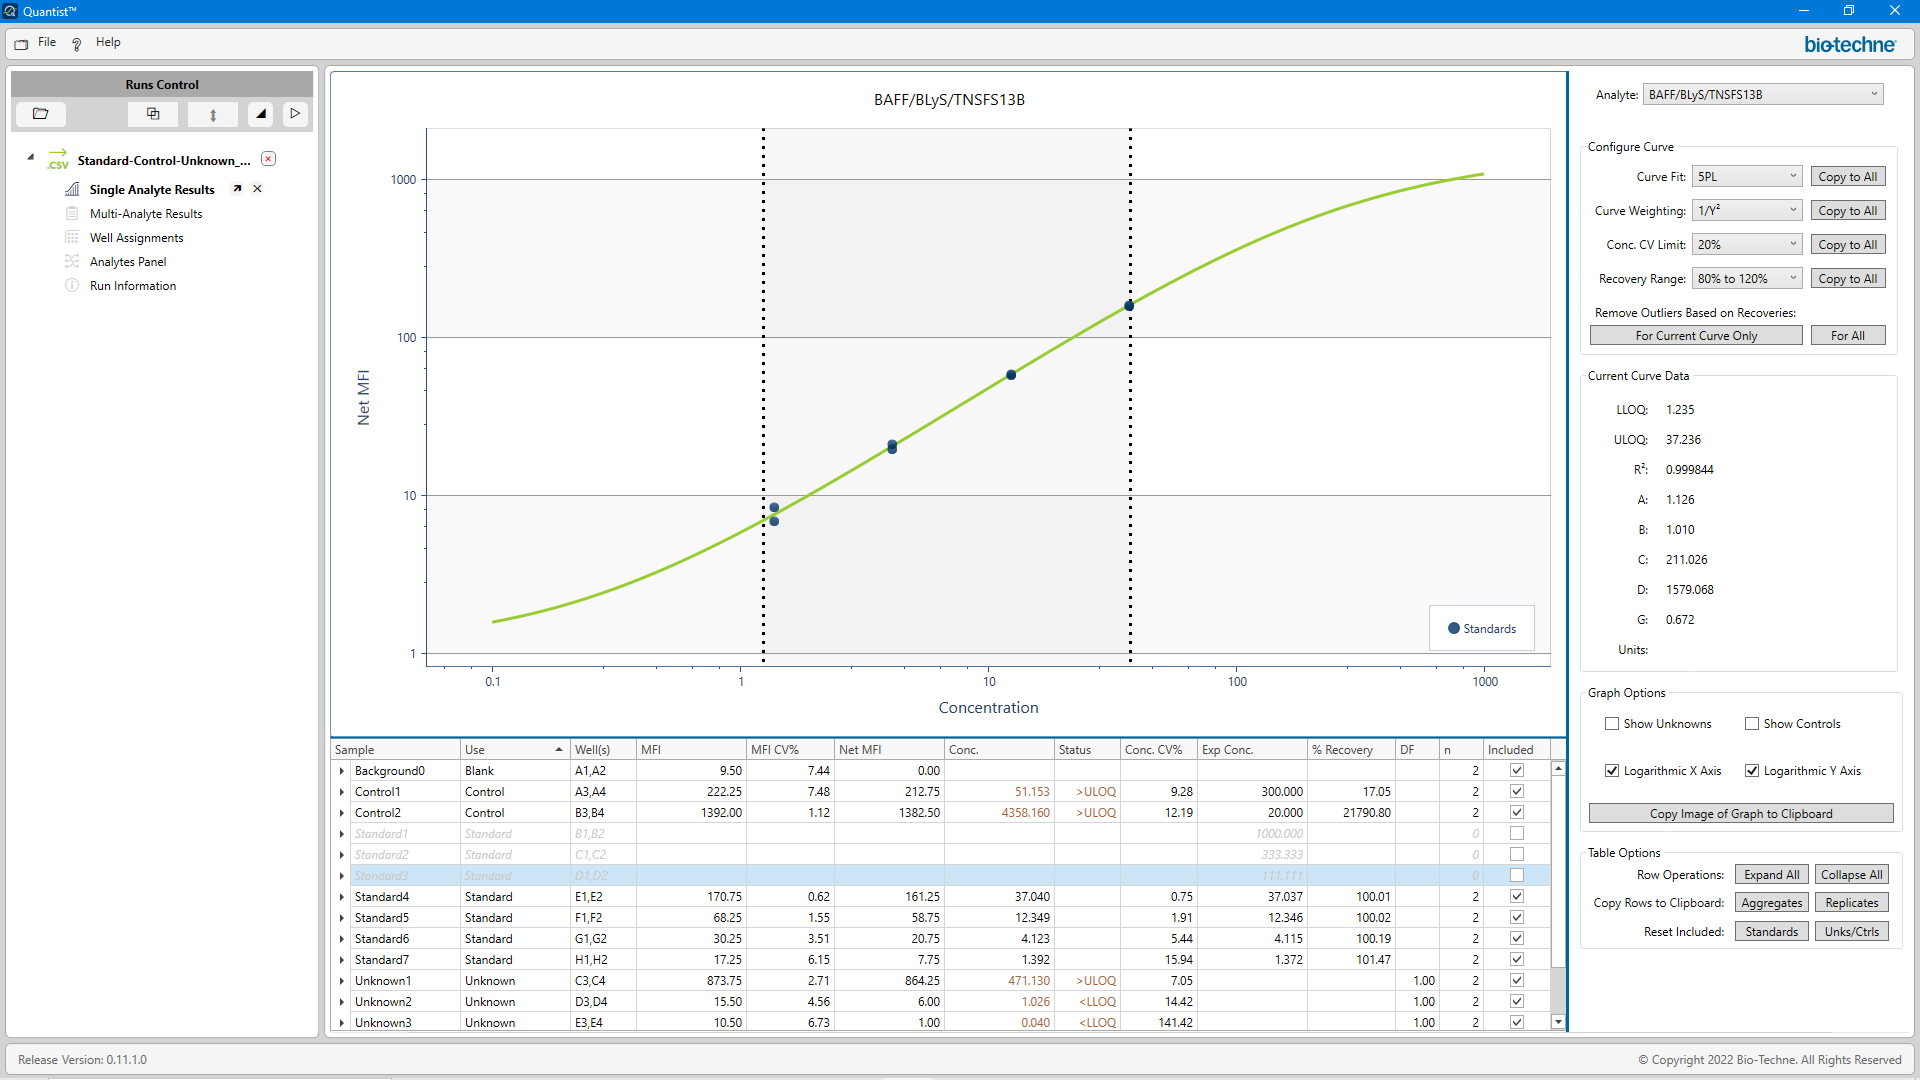 Quantist™
File ? Help
bio-techne
Runs Control
.CSV Standard-Control-Unknown_...
Single Analyte Results
Multi-Analyte Results
Well Assignments
Analytes Panel
Run Information
BAFF/BLyS/TNSFS13B
1000
100
10
1
Net MFI
0.1 1 10 100 1000
Concentration
Standards
Sample Use Well(s) MFI MFI CV% Net MFI Conc. Status Conc. CV% Exp Conc. % Recovery DF n Included
Background0 Blank A1,A2 9.50 7.44 0.00 2
Control1 Control A3,A4 222.25 7.48 212.75 51.153 >ULOQ 9.28 300.000 17.05 2
Control2 Control B3,B4 1392.00 1.12 1382.50 4358.160 >ULOQ 12.19 20.000 21790.80 2
Standard1 Standard B1,B2 1000.000 0
Standard2 Standard C1,C2 333.333 0
Standard3 Standard D1,D2 111.111 0
Standard4 Standard E1,E2 170.75 0.62 161.25 37.040 0.75 37.037 100.01 2
Standard5 Standard F1,F2 68.25 1.55 58.75 12.349 1.91 12.346 100.02 2
Standard6 Standard G1,G2 30.25 3.51 20.75 4.123 5.44 4.115 100.19 2
Standard7 Standard H1,H2 17.25 6.15 7.75 1.392 15.94 1.372 101.47 2
Unknown1 Unknown C3,C4 873.75 2.71 864.25 471.130 >ULOQ 7.05 1.00 2
Unknown2 Unknown D3,D4 15.50 4.56 6.00 1.026 <LLOQ 14.42 1.00 2
Unknown3 Unknown E3,E4 10.50 6.73 1.00 0.040 <LLOQ 141.42 1.00 2
Analyte: BAFF/BLyS/TNSFS13B
Configure Curve
Curve Fit: 5PL Copy to All
Curve Weighting: 1/Y² Copy to All
Conc. CV Limit: 20% Copy to All
Recovery Range: 80% to 120% Copy to All
Remove Outliers Based on Recoveries:
For Current Curve Only For All
Current Curve Data
LLOQ: 1.235
ULOQ: 37.236
R²: 0.999844
A: 1.126
B: 1.010
C: 211.026
D: 1579.068
G: 0.672
Units:
Graph Options
Show Unknowns Show Controls
Logarithmic X Axis Logarithmic Y Axis
Copy Image of Graph to Clipboard
Table Options
Row Operations: Expand All Collapse All
Copy Rows to Clipboard: Aggregates Replicates
Reset Included: Standards Unks/Ctrls
Release Version: 0.11.1.0
© Copyright 2022 Bio-Techne. All Rights Reserved